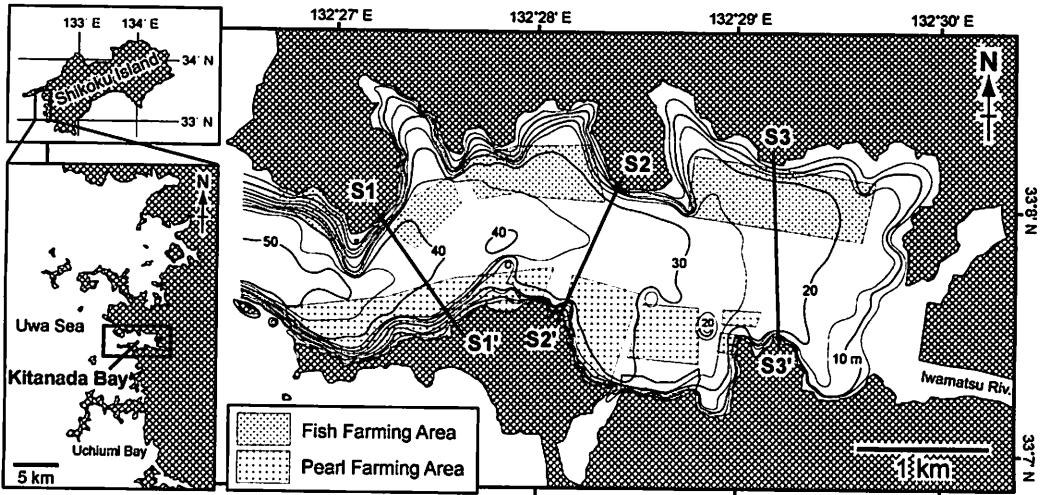 133° E 134° E
34° N
Shikoku Island
33° N
N
Uwa Sea
Kitanada Bay
Uchiumi Bay
5 km
132°27' E 132°28' E 132°29' E 132°30' E
N
S1 S2 S3
33°8' N
50 40 40 30 20
S1' S2' 20 S3'
10 m
Iwamatsu Riv.
Fish Farming Area
Pearl Farming Area
1 km
33°7' N